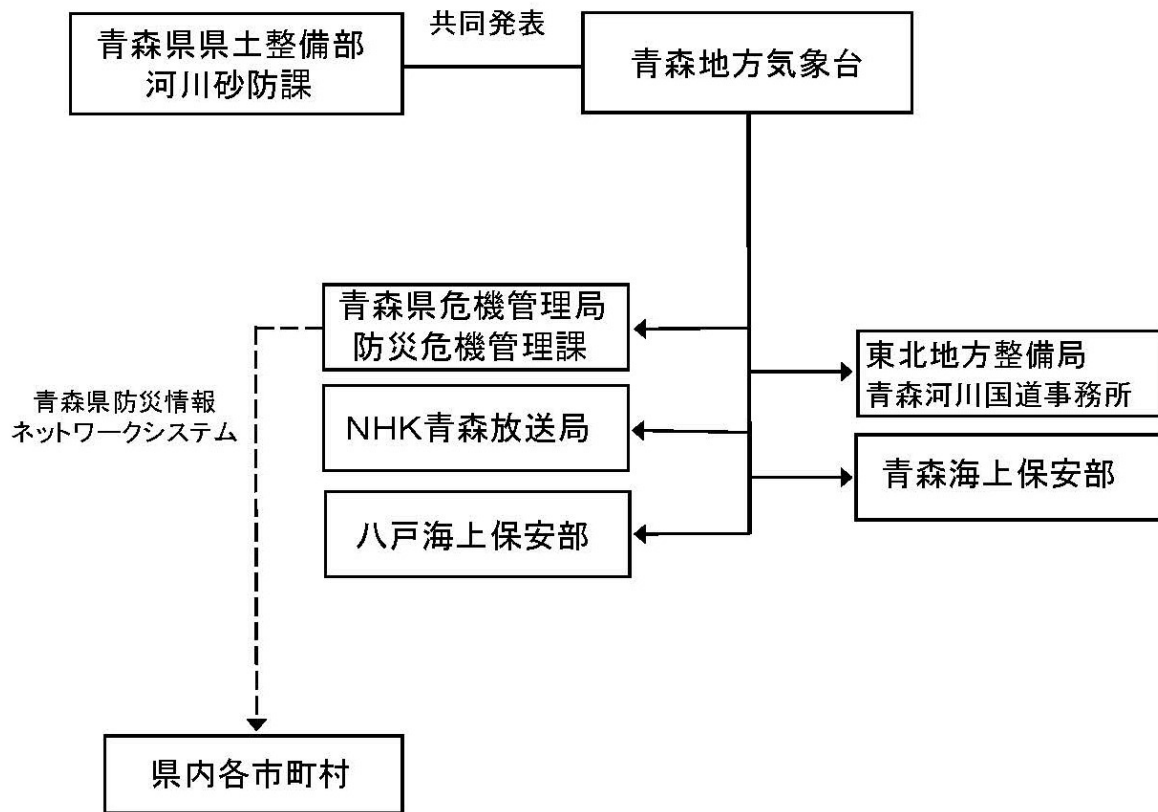 共同発表
青森県県土整備部
河川砂防課
青森地方気象台
青森県危機管理局
防災危機管理課
東北地方整備局
青森河川国道事務所
青森県防災情報
ネットワークシステム
NHK青森放送局
青森海上保安部
八戸海上保安部
県内各市町村